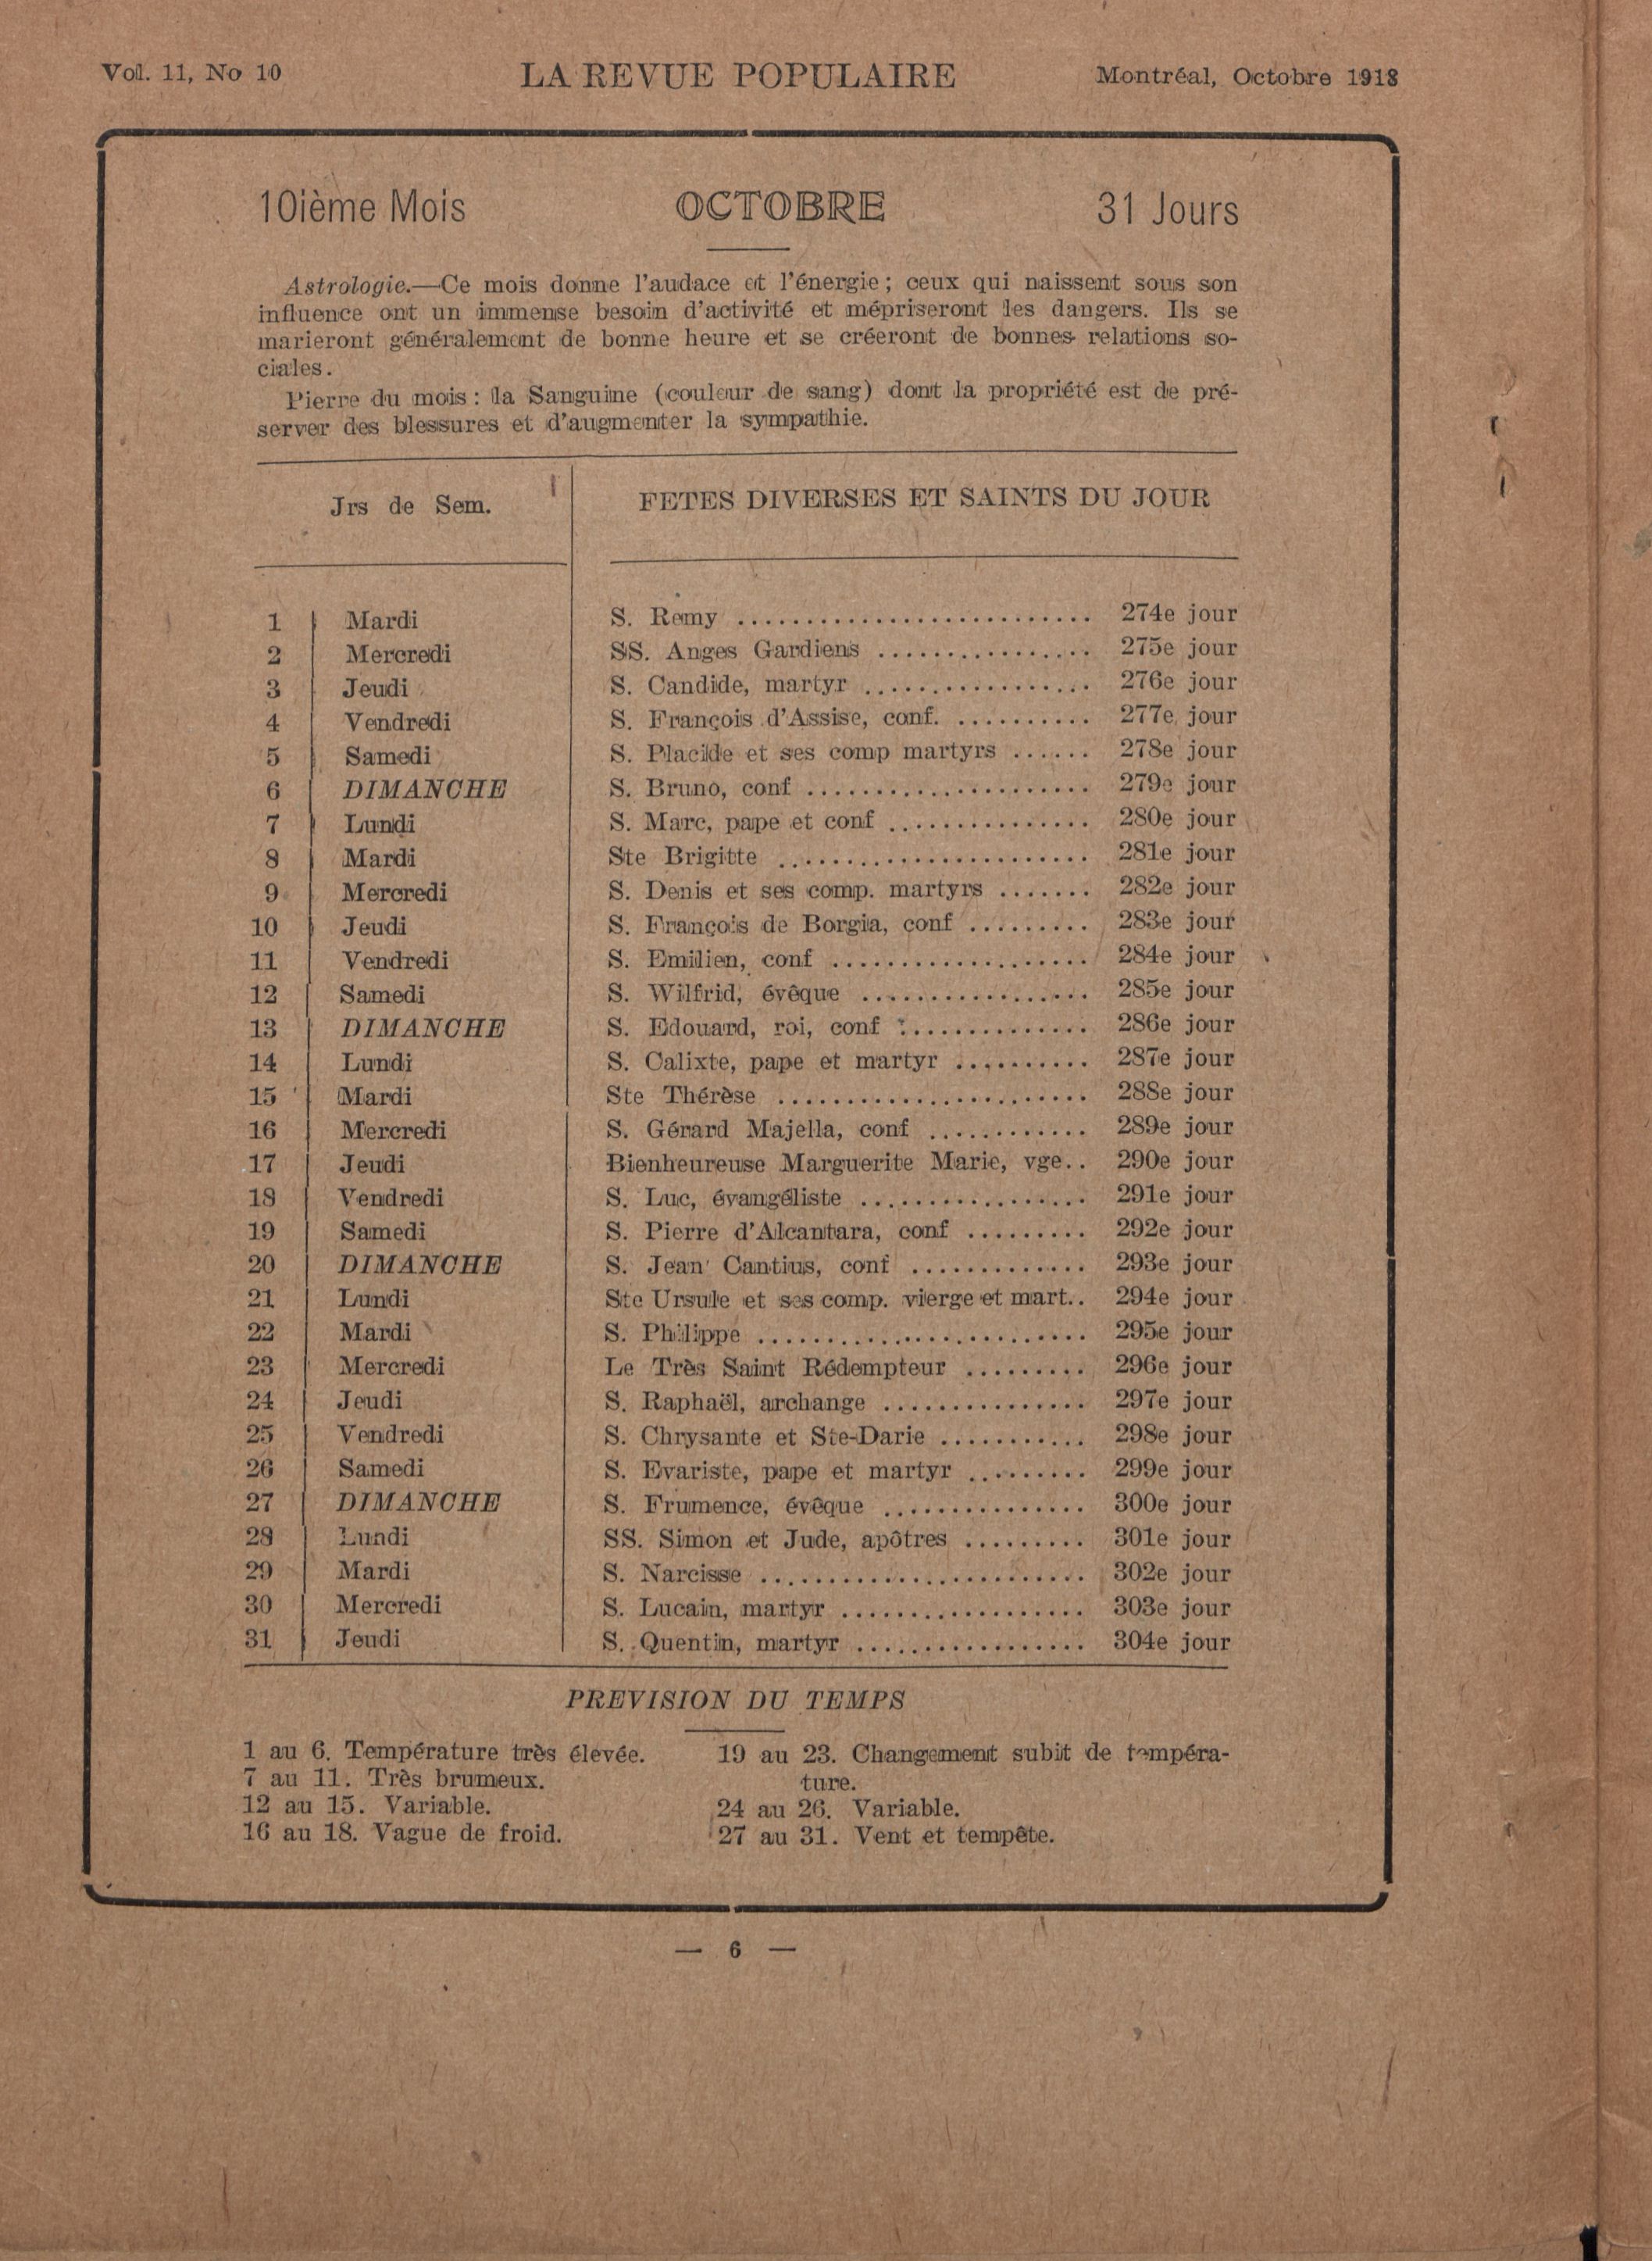 Vol. 11, No 10 LA REVUE POPULAIRE Montréal, Octobre 1918
10ième Mois OCTOBRE 31 Jours
Astrologie.—Ce mois donne l'audace et l'énergie; ceux qui naissent sous son
influence ont un immense besoin d'activité et mépriseront les dangers. Ils se
marieront généralement de bonne heure et se créeront de bonnes relations so-
ciales.
Pierre du mois: la Sanguine (couleur de sang) dont la propriété est de pré-
server des blessures et d'augmenter la sympathie.
Jrs de Sem. FETES DIVERSES ET SAINTS DU JOUR
1 Mardi S. Remy .......................... 274e jour
2 Mercredi SS. Anges Gardiens ................ 275e jour
3 Jeudi S. Candide, martyr ................. 276e jour
4 Vendredi S. François d'Assise, conf. .......... 277e jour
5 Samedi S. Placide et ses comp martyrs ...... 278e jour
6 DIMANCHE S. Bruno, conf ..................... 279e jour
7 Lundi S. Marc, pape et conf ............... 280e jour
8 Mardi Ste Brigitte ....................... 281e jour
9 Mercredi S. Denis et ses comp. martyrs ....... 282e jour
10 Jeudi S. François de Borgia, conf ......... 283e jour
11 Vendredi S. Emilien, conf ................... 284e jour
12 Samedi S. Wilfrid, évêque ................. 285e jour
13 DIMANCHE S. Edouard, roi, conf .............. 286e jour
14 Lundi S. Calixte, pape et martyr .......... 287e jour
15 Mardi Ste Thérèse ....................... 288e jour
16 Mercredi S. Gérard Majella, conf ............ 289e jour
17 Jeudi Bienheureuse Marguerite Marie, vge.. 290e jour
18 Vendredi S. Luc, évangéliste ................. 291e jour
19 Samedi S. Pierre d'Alcantara, conf ......... 292e jour
20 DIMANCHE S. Jean Cantius, conf ............. 293e jour
21 Lundi Ste Ursule et ses comp. vierge et mart.. 294e jour
22 Mardi S. Philippe ........................ 295e jour
23 Mercredi Le Très Saint Rédempteur ......... 296e jour
24 Jeudi S. Raphaël, archange ............... 297e jour
25 Vendredi S. Chrysante et Ste-Darie ........... 298e jour
26 Samedi S. Evariste, pape et martyr ......... 299e jour
27 DIMANCHE S. Frumence, évêque ............... 300e jour
28 Lundi SS. Simon et Jude, apôtres ......... 301e jour
29 Mardi S. Narcisse ........................ 302e jour
30 Mercredi S. Lucain, martyr .................. 303e jour
31 Jeudi S. Quentin, martyr ................. 304e jour
PREVISION DU TEMPS
1 au 6. Température très élevée.
7 au 11. Très brumeux.
12 au 15. Variable.
16 au 18. Vague de froid.
19 au 23. Changement subit de tempéra-
ture.
24 au 26. Variable.
27 au 31. Vent et tempête.
— 6 —